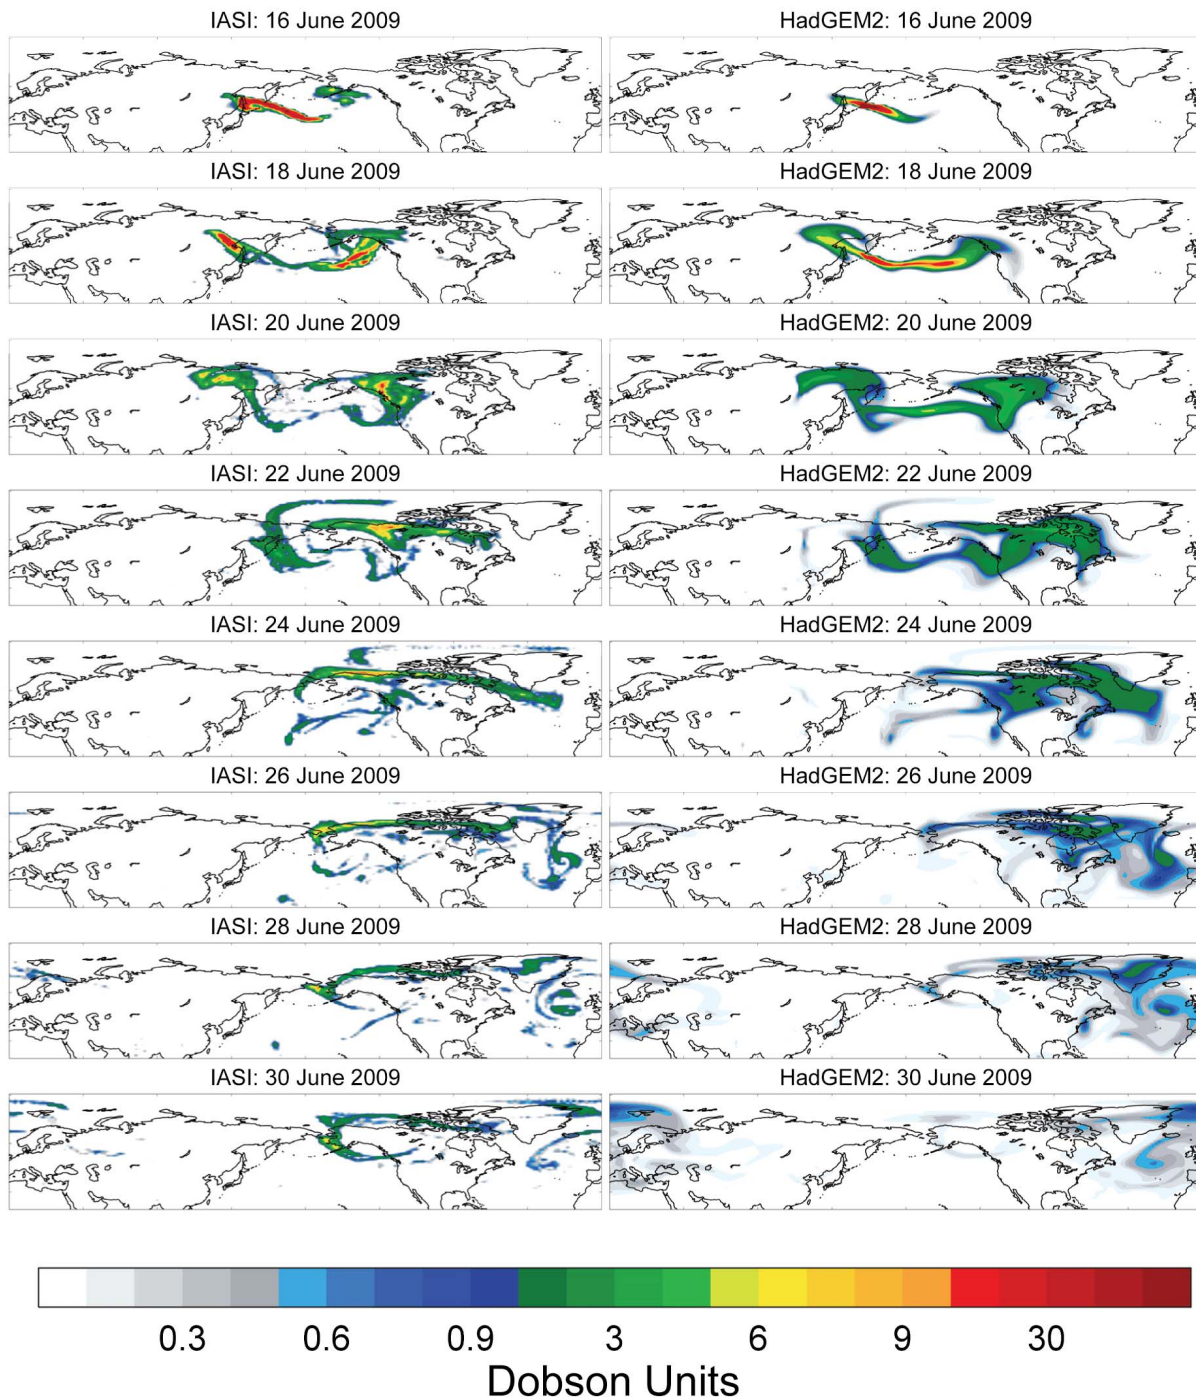 IASI: 16 June 2009 HadGEM2: 16 June 2009
IASI: 18 June 2009 HadGEM2: 18 June 2009
IASI: 20 June 2009 HadGEM2: 20 June 2009
IASI: 22 June 2009 HadGEM2: 22 June 2009
IASI: 24 June 2009 HadGEM2: 24 June 2009
IASI: 26 June 2009 HadGEM2: 26 June 2009
IASI: 28 June 2009 HadGEM2: 28 June 2009
IASI: 30 June 2009 HadGEM2: 30 June 2009
0.3 0.6 0.9 3 6 9 30
Dobson Units